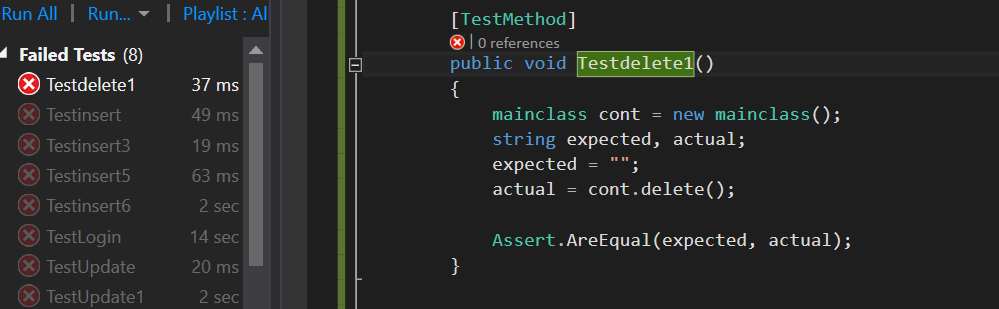 Run All | Run... | Playlist : Al
Failed Tests (8)
Testdelete1 37 ms
Testinsert 49 ms
Testinsert3 19 ms
Testinsert5 63 ms
Testinsert6 2 sec
TestLogin 14 sec
TestUpdate 20 ms
TestUpdate1 2 sec
[TestMethod]
| 0 references
public void Testdelete1()
{
mainclass cont = new mainclass();
string expected, actual;
expected = "";
actual = cont.delete();
Assert.AreEqual(expected, actual);
}